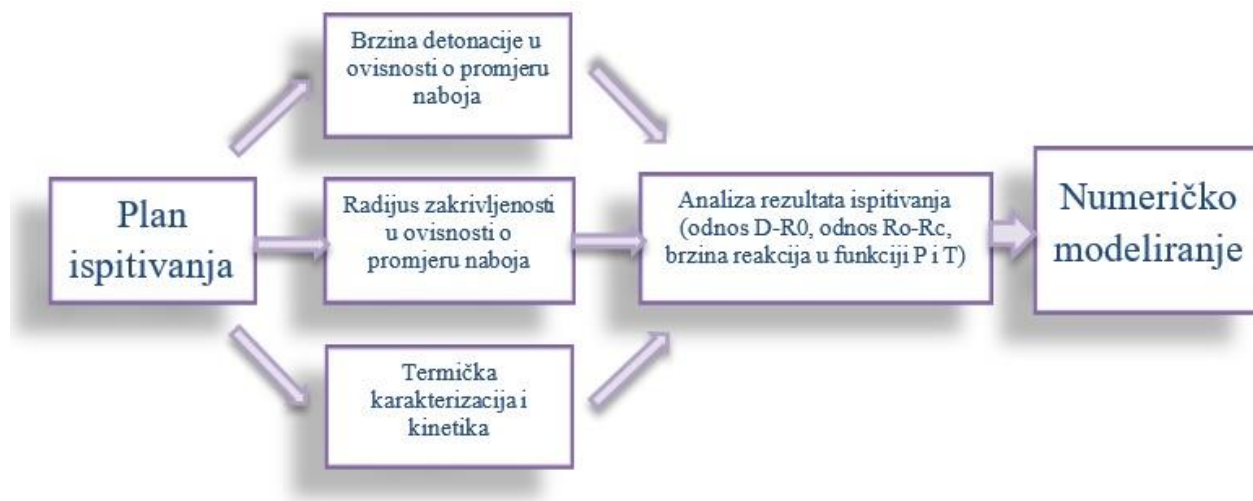 Plan
ispitivanja
Brzina detonacije u
ovisnosti o promjeru
naboja
Radijus zakrivljenosti
u ovisnosti o
promjeru naboja
Termička
karakterizacija i
kinetika
Analiza rezultata ispitivanja
(odnos D-R0, odnos Ro-Rc,
brzina reakcija u funkciji P i T)
Numeričko
modeliranje